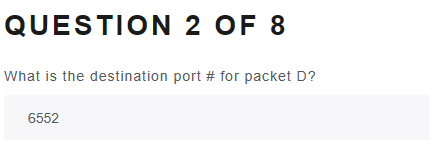 QUESTION 2 OF 8
What is the destination port # for packet D?
6552